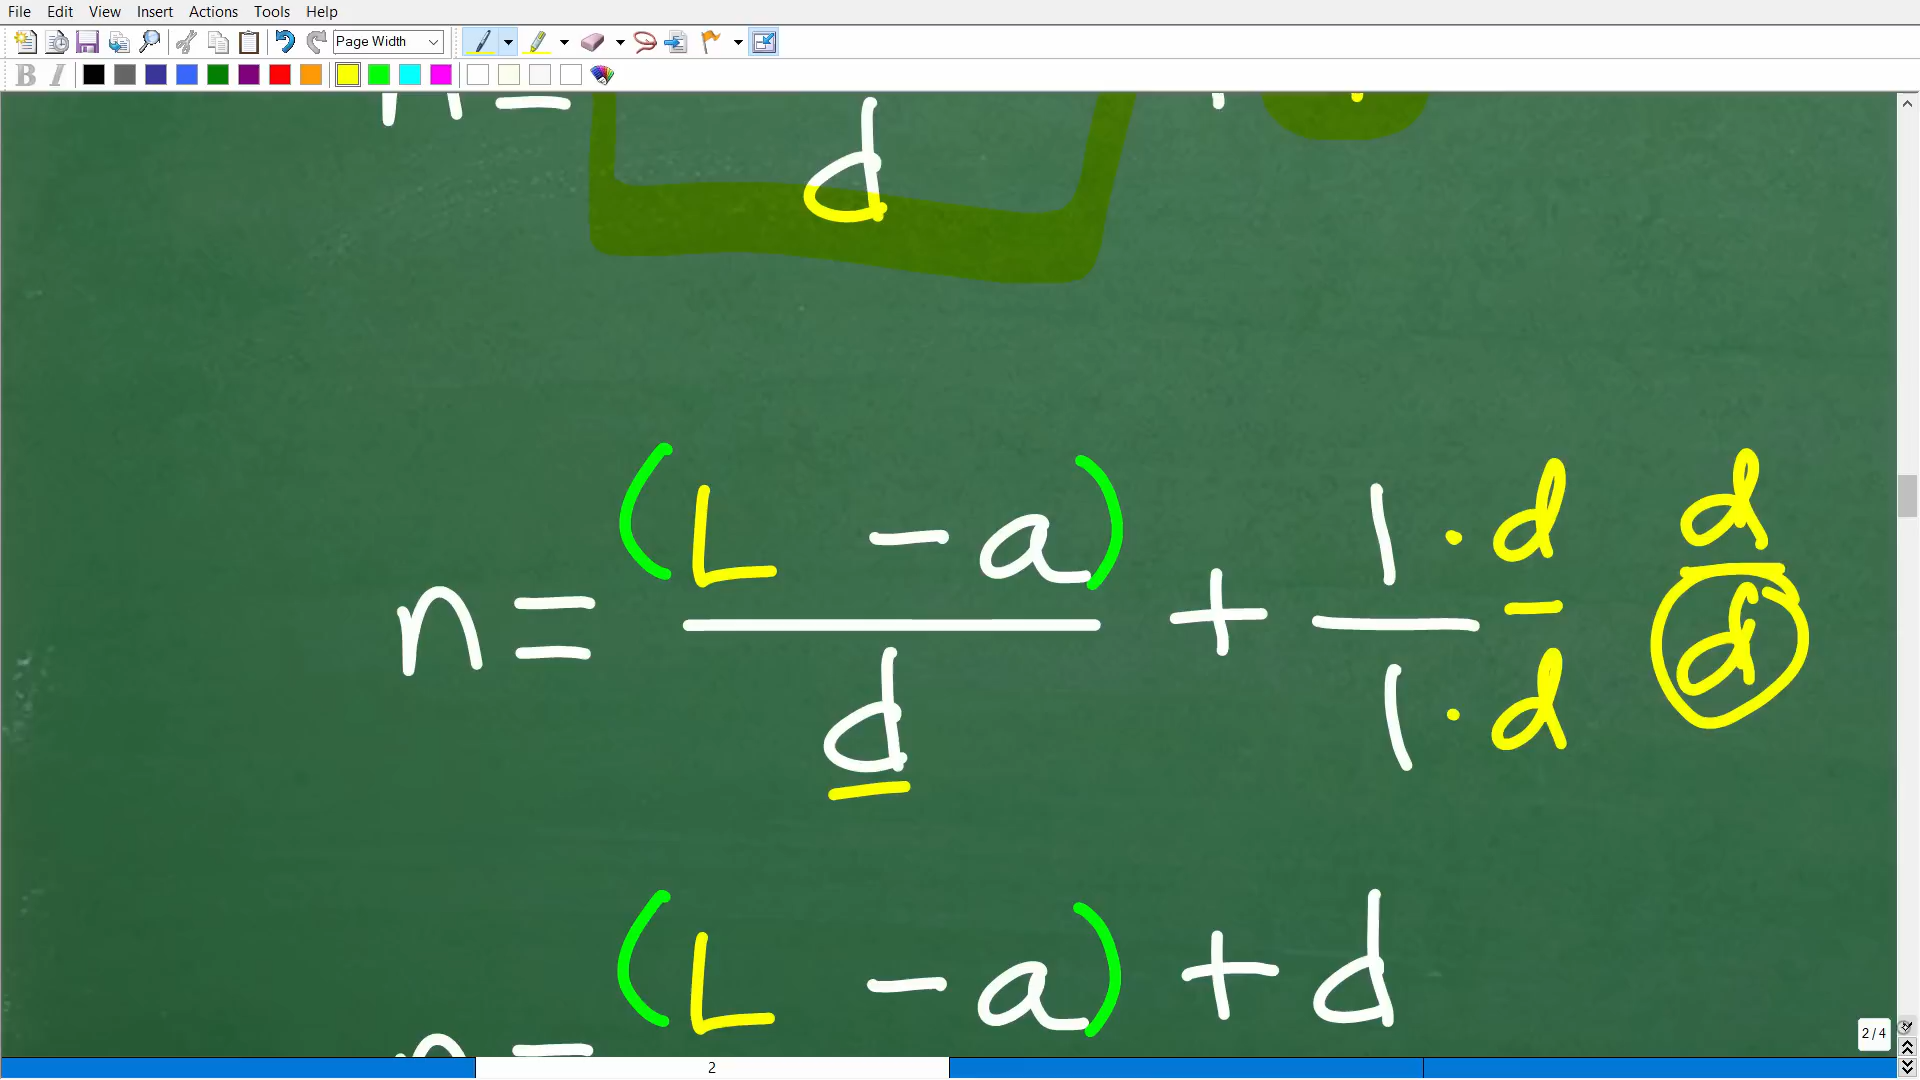 File Edit View Insert Actions Tools Help
Page Width
B I
n =
d
n = (L - a) / d + 1 · d / 1 · d d / d
(L - a) + d
n =
2 / 4
2